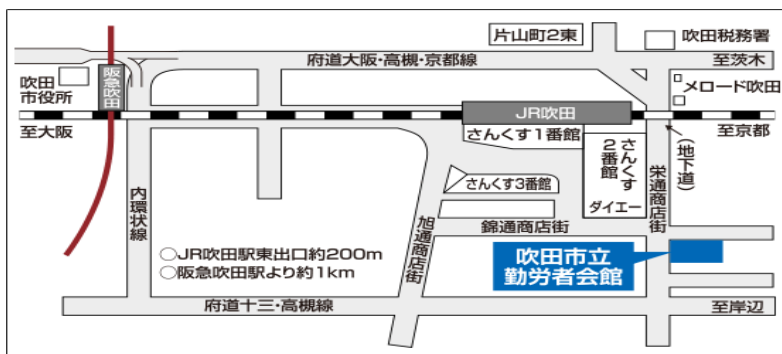 片山町2東
吹田税務署
府道大阪・高槻・京都線
至茨木
吹田
市役所
阪急吹田
メロード吹田
JR吹田
至大阪
さんくす1番館
至京都
(地下道)
さんくす
2番館
さんくす3番館
ダイエー
栄通商店街
内環状線
旭通商店街
錦通商店街
○JR吹田駅東出口約200m
○阪急吹田駅より約1km
吹田市立
勤労者会館
府道十三・高槻線
至岸辺